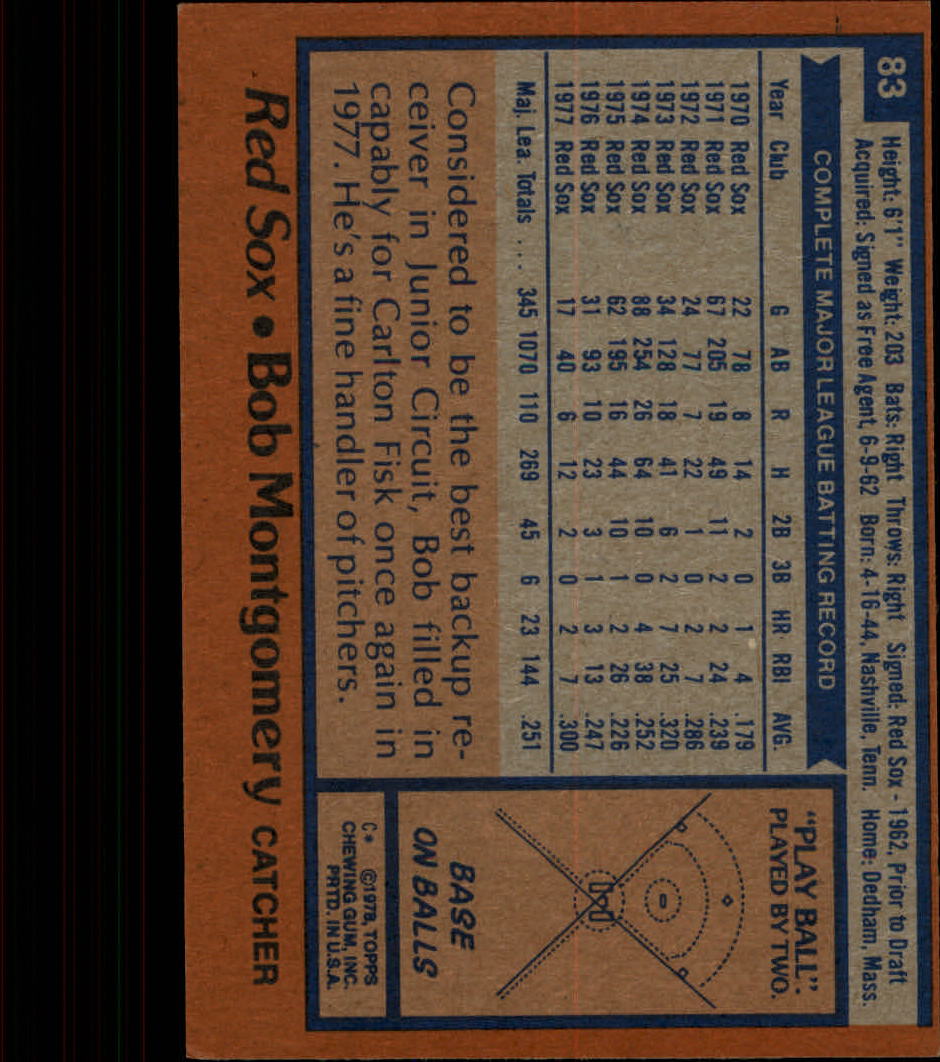 83
Height: 6'1" Weight: 203 Bats: Right Throws: Right Signed: Red Sox - 1962, Prior to Draft
Acquired: Signed as Free Agent, 6-9-62 Born: 4-16-44, Nashville, Tenn. Home: Dedham, Mass.
COMPLETE MAJOR LEAGUE BATTING RECORD
Year Club G AB R H 2B 3B HR RBI AVG.
1970 Red Sox 22 78 8 14 2 0 1 4 .179
1971 Red Sox 67 205 19 49 11 2 2 24 .239
1972 Red Sox 24 77 7 22 1 0 2 7 .286
1973 Red Sox 34 128 18 41 6 2 7 25 .320
1974 Red Sox 88 254 26 64 10 0 4 38 .252
1975 Red Sox 62 195 16 44 10 1 2 26 .226
1976 Red Sox 31 93 10 23 3 1 3 13 .247
1977 Red Sox 17 40 6 12 2 0 2 7 .300
Maj. Lea. Totals ... 345 1070 110 269 45 6 23 144 .251
Considered to be the best backup re-
ceiver in Junior Circuit, Bob filled in
capably for Carlton Fisk once again in
1977. He's a fine handler of pitchers.
"PLAY BALL".
PLAYED BY TWO.
BASE
ON BALLS
C* ©1978, TOPPS
CHEWING GUM, INC.
PRTD. IN U.S.A.
Red Sox • Bob Montgomery CATCHER